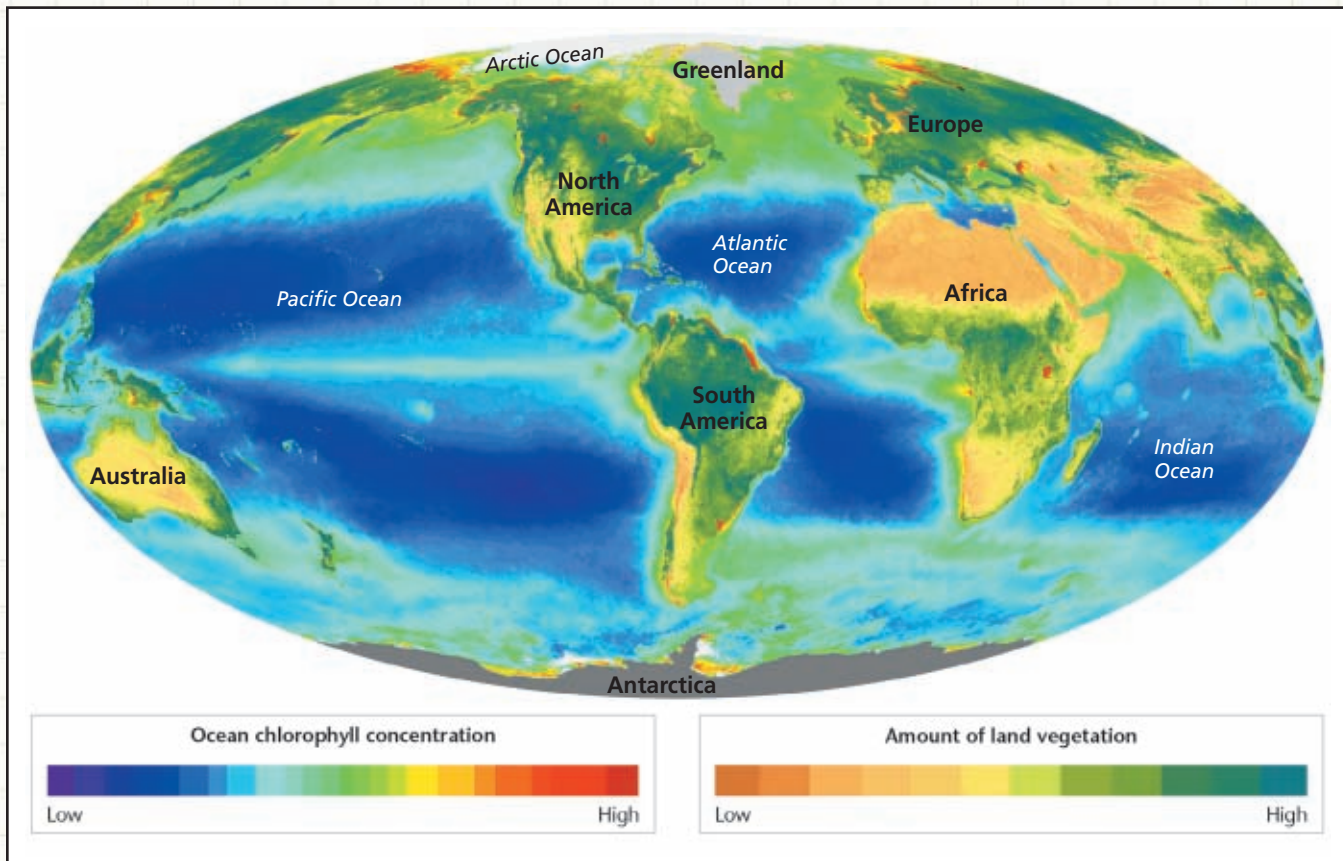 Arctic Ocean
Greenland
Europe
North
America
Atlantic
Ocean
Pacific Ocean
Africa
South
America
Indian
Ocean
Australia
Antarctica
Ocean chlorophyll concentration
Low
High
Amount of land vegetation
Low
High